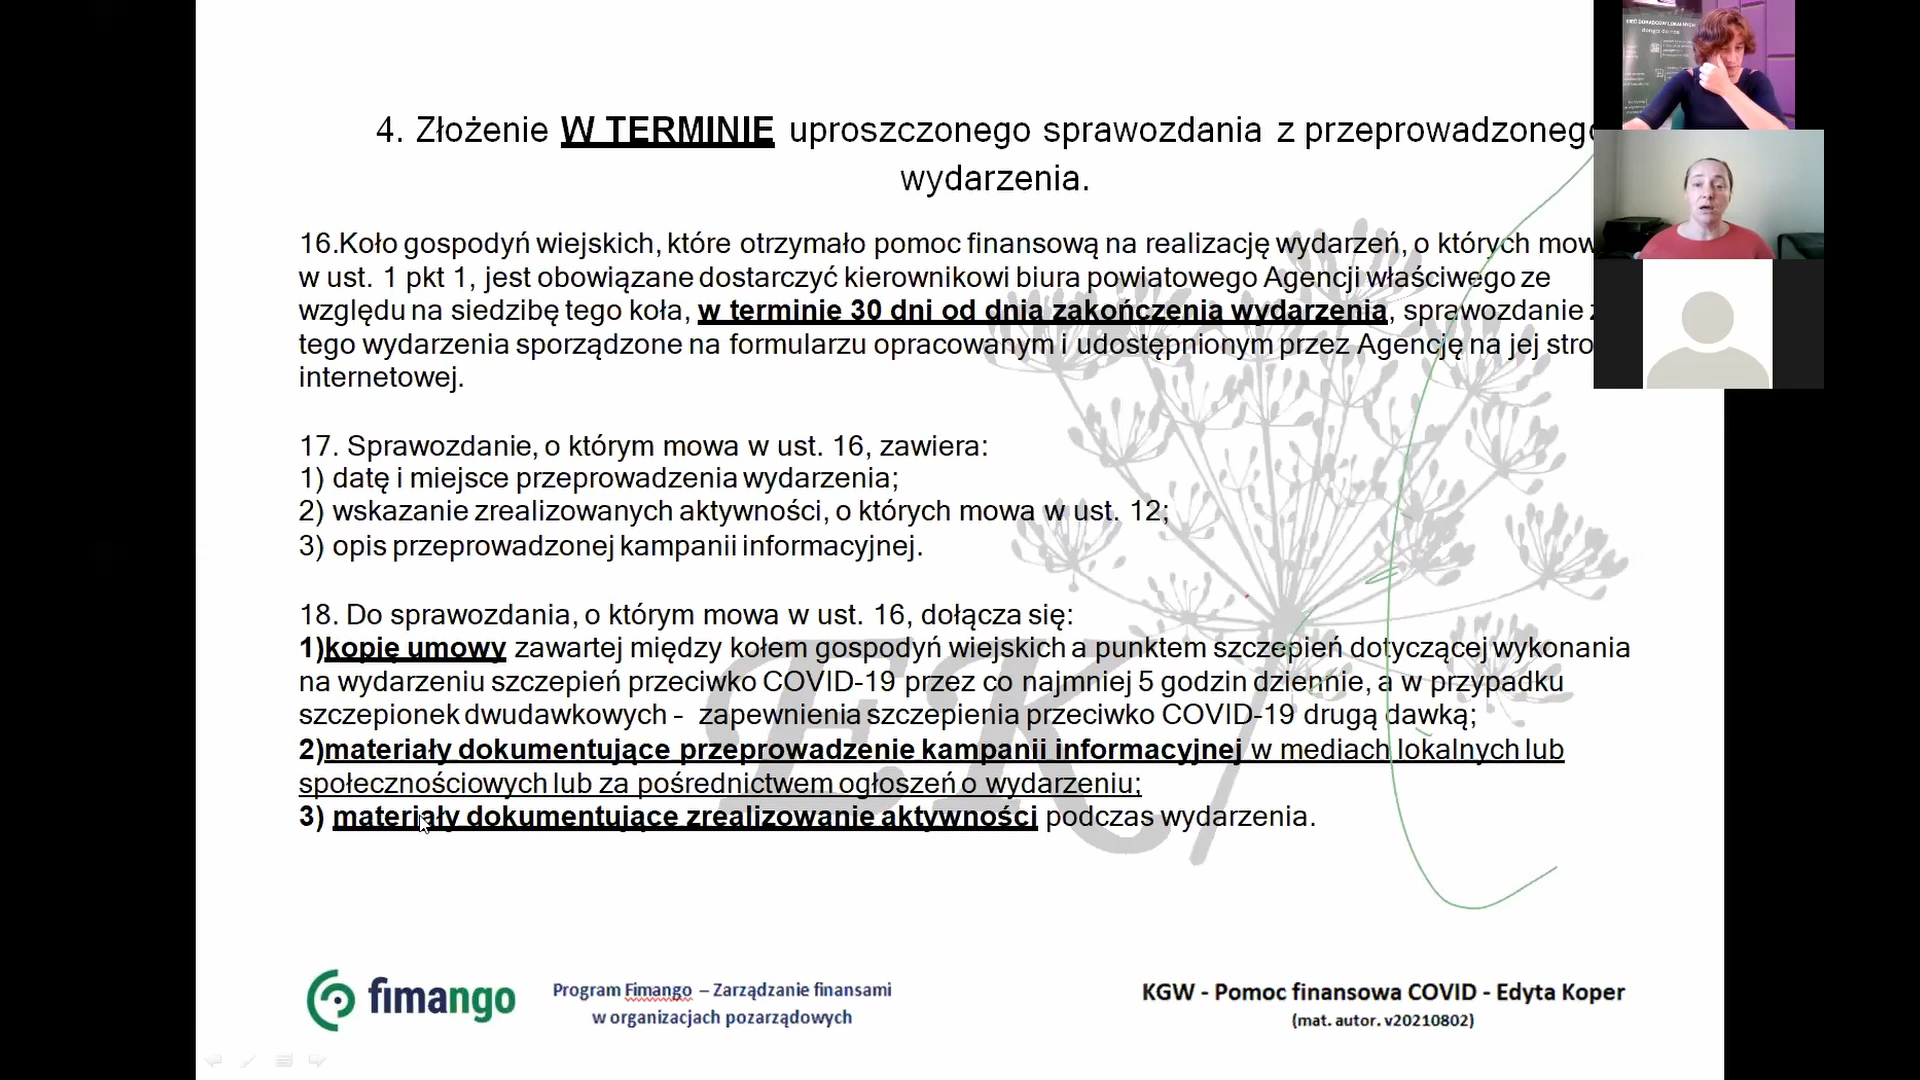 4. Złożenie W TERMINIE uproszczonego sprawozdania z przeprowadzonego
wydarzenia.
16.Koło gospodyń wiejskich, które otrzymało pomoc finansową na realizację wydarzeń, o których mow
w ust. 1 pkt 1, jest obowiązane dostarczyć kierownikowi biura powiatowego Agencji właściwego ze
względu na siedzibę tego koła, w terminie 30 dni od dnia zakończenia wydarzenia, sprawozdanie z
tego wydarzenia sporządzone na formularzu opracowanym i udostępnionym przez Agencję na jej stro
internetowej.
17. Sprawozdanie, o którym mowa w ust. 16, zawiera:
1) datę i miejsce przeprowadzenia wydarzenia;
2) wskazanie zrealizowanych aktywności, o których mowa w ust. 12;
3) opis przeprowadzonej kampanii informacyjnej.
18. Do sprawozdania, o którym mowa w ust. 16, dołącza się:
1)kopię umowy zawartej między kołem gospodyń wiejskich a punktem szczepień dotyczącej wykonania
na wydarzeniu szczepień przeciwko COVID-19 przez co najmniej 5 godzin dziennie, a w przypadku
szczepionek dwudawkowych - zapewnienia szczepienia przeciwko COVID-19 drugą dawką;
2)materiały dokumentujące przeprowadzenie kampanii informacyjnej w mediach lokalnych lub
społecznościowych lub za pośrednictwem ogłoszeń o wydarzeniu;
3) materiały dokumentujące zrealizowanie aktywności podczas wydarzenia.
EK
fimango
Program Fimango – Zarządzanie finansami
w organizacjach pozarządowych
KGW - Pomoc finansowa COVID - Edyta Koper
(mat. autor. v20210802)